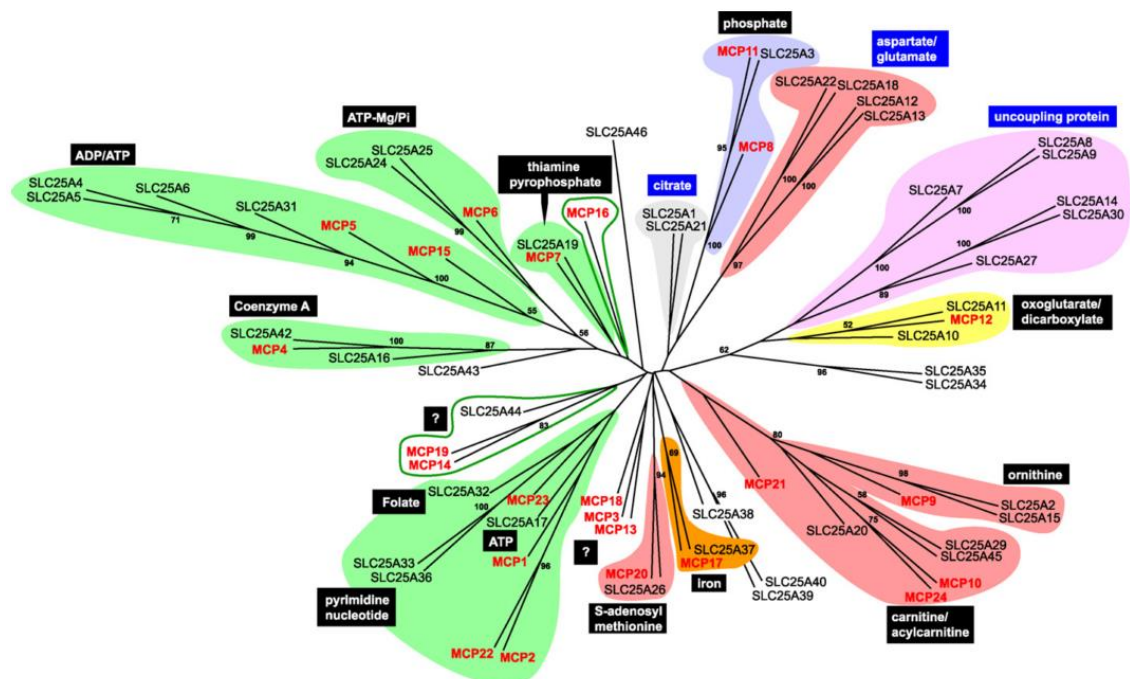 phosphate
MCP11
SLC25A3
aspartate/
glutamate
SLC25A22
SLC25A18
SLC25A12
SLC25A13
ATP-Mg/Pi
SLC25A46
95
MCP8
uncoupling protein
SLC25A8
SLC25A9
ADP/ATP
SLC25A25
SLC25A24
thiamine
pyrophosphate
citrate
100
100
SLC25A4
SLC25A5
SLC25A6
SLC25A31
71
99
MCP5
MCP6
99
MCP16
SLC25A1
SLC25A21
SLC25A7
100
SLC25A14
SLC25A30
94
MCP15
100
SLC25A19
MCP7
100
97
100
100
SLC25A27
89
Coenzyme A
55
56
SLC25A11
MCP12
SLC25A10
52
oxoglutarate/
dicarboxylate
SLC25A42
MCP4
100
SLC25A16
87
SLC25A43
62
96
SLC25A35
SLC25A34
?
SLC25A44
83
MCP19
MCP14
80
98
ornithine
Folate
SLC25A32
MCP23
100
SLC25A17
ATP
MCP1
96
MCP18
MCP3
MCP13
?
94
89
96
SLC25A38
MCP21
SLC25A20
58
75
MCP9
SLC25A2
SLC25A15
SLC25A33
SLC25A36
SLC25A29
SLC25A45
pyrimidine
nucleotide
MCP20
SLC25A26
SLC25A37
MCP17
Iron
SLC25A40
SLC25A39
MCP10
MCP24
S-adenosyl
methionine
carnitine/
acylcarnitine
MCP22
MCP2